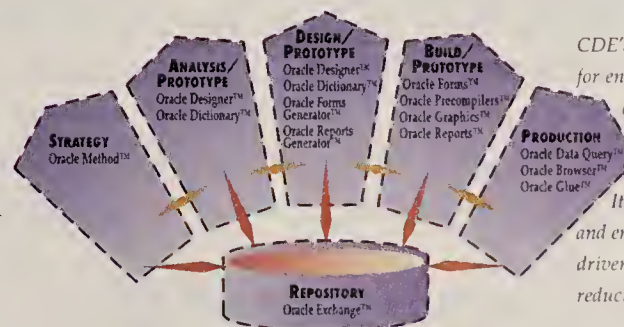 STRATEGY
Oracle Method™
ANALYSIS/
PROTOTYPE
Oracle Designer™
Oracle Dictionary™
DESIGN/
PROTOTYPE
Oracle Designer™
Oracle Dictionary™
Oracle Forms
Generator™
Oracle Reports
Generator™
BUILD/
PROTOTYPE
Oracle Forms™
Oracle Precompilers™
Oracle Graphics™
Oracle Reports™
PRODUCTION
Oracle Data Query™
Oracle Browser™
Oracle Glue™
REPOSITORY
Oracle Exchange™
CDE
for en
It
and en
driven
reduc